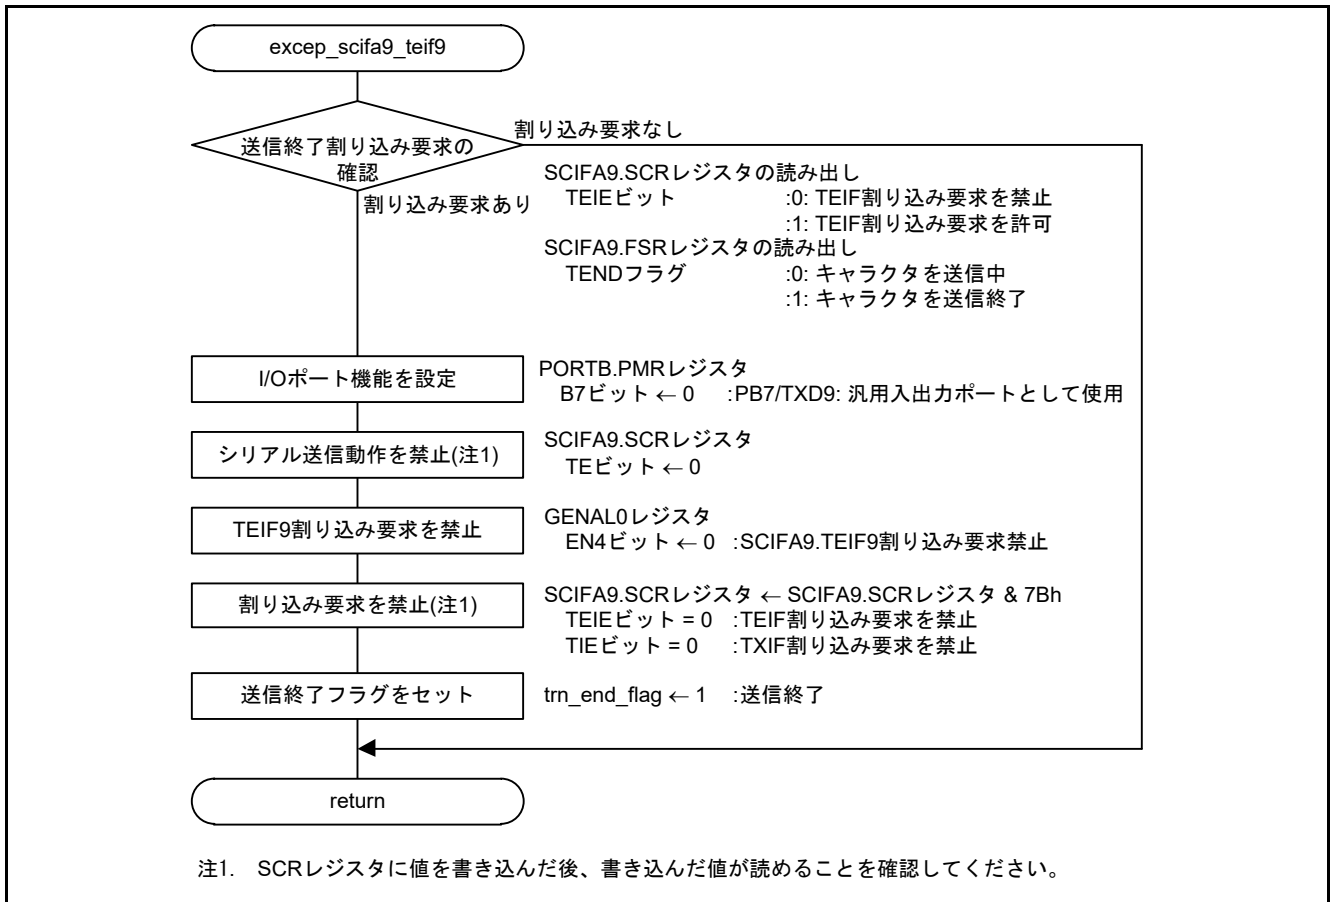 excep_scifa9_teif9
送信終了割り込み要求の
確認
割り込み要求なし
割り込み要求あり
SCIFA9.SCRレジスタの読み出し
TEIEビット :0: TEIF割り込み要求を禁止
:1: TEIF割り込み要求を許可
SCIFA9.FSRレジスタの読み出し
TENDフラグ :0: キャラクタを送信中
:1: キャラクタを送信終了
I/Oポート機能を設定
PORTB.PMRレジスタ
B7ビット ← 0 :PB7/TXD9: 汎用入出力ポートとして使用
シリアル送信動作を禁止(注1)
SCIFA9.SCRレジスタ
TEビット ← 0
TEIF9割り込み要求を禁止
GENAL0レジスタ
EN4ビット ← 0 :SCIFA9.TEIF9割り込み要求禁止
割り込み要求を禁止(注1)
SCIFA9.SCRレジスタ ← SCIFA9.SCRレジスタ & 7Bh
TEIEビット = 0 :TEIF割り込み要求を禁止
TIEビット = 0 :TXIF割り込み要求を禁止
送信終了フラグをセット
trn_end_flag ← 1 :送信終了
return
注1. SCRレジスタに値を書き込んだ後、書き込んだ値が読めることを確認してください。